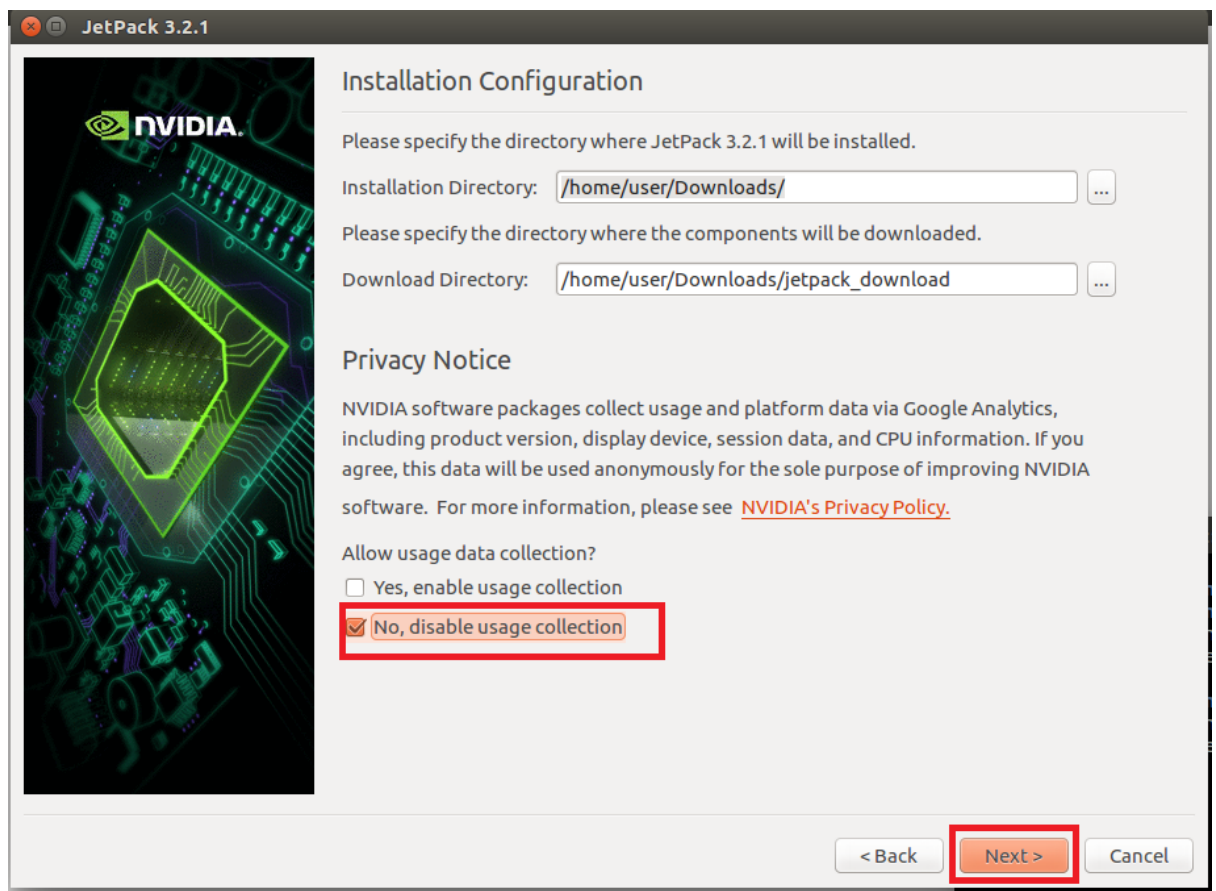 JetPack 3.2.1
NVIDIA.
Installation Configuration
Please specify the directory where JetPack 3.2.1 will be installed.
Installation Directory: /home/user/Downloads/ ...
Please specify the directory where the components will be downloaded.
Download Directory: /home/user/Downloads/jetpack_download ...
Privacy Notice
NVIDIA software packages collect usage and platform data via Google Analytics,
including product version, display device, session data, and CPU information. If you
agree, this data will be used anonymously for the sole purpose of improving NVIDIA
software. For more information, please see NVIDIA's Privacy Policy.
Allow usage data collection?
Yes, enable usage collection
No, disable usage collection
< Back Next > Cancel